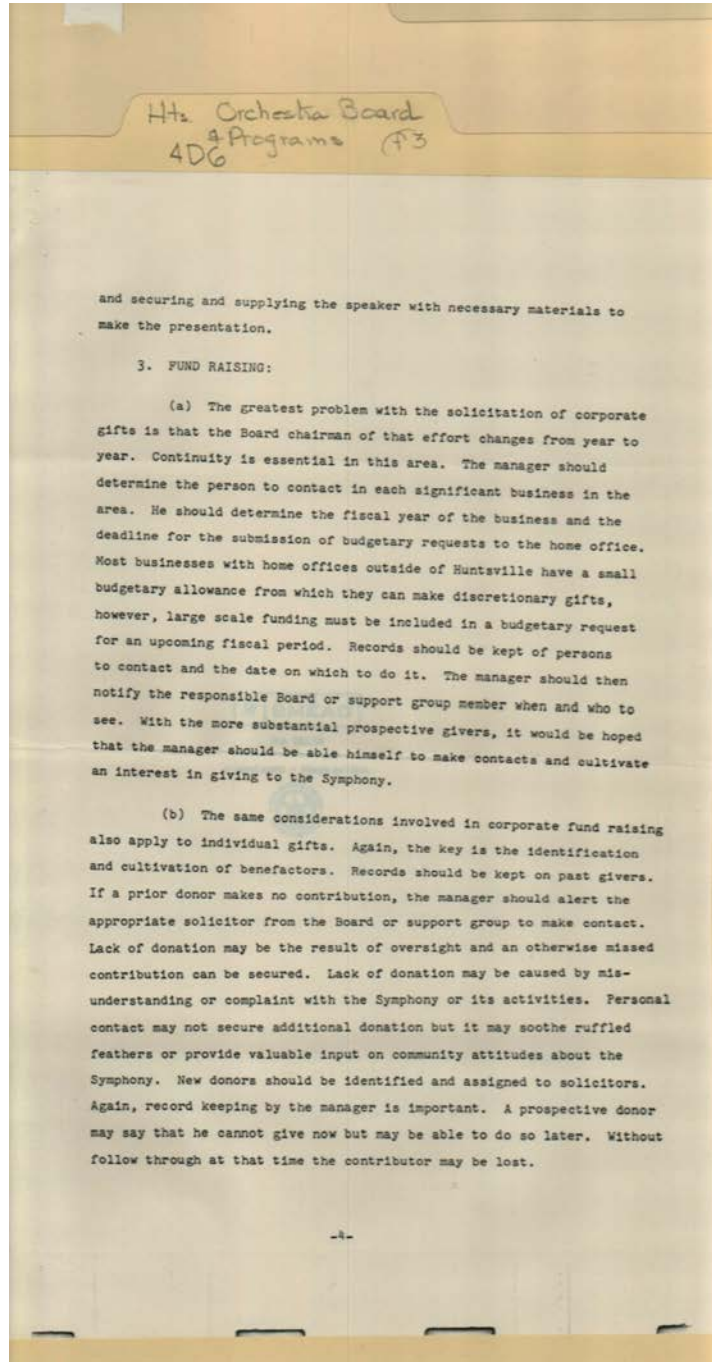 Hts. Orchestra Board
& Programs
4D6 F3
and securing and supplying the speaker with necessary materials to
make the presentation.
3. FUND RAISING:
(a) The greatest problem with the solicitation of corporate
gifts is that the Board chairman of that effort changes from year to
year. Continuity is essential in this area. The manager should
determine the person to contact in each significant business in the
area. He should determine the fiscal year of the business and the
deadline for the submission of budgetary requests to the home office.
Most businesses with home offices outside of Huntsville have a small
budgetary allowance from which they can make discretionary gifts,
however, large scale funding must be included in a budgetary request
for an upcoming fiscal period. Records should be kept of persons
to contact and the date on which to do it. The manager should then
notify the responsible Board or support group member when and who to
see. With the more substantial prospective givers, it would be hoped
that the manager should be able himself to make contacts and cultivate
an interest in giving to the Symphony.
(b) The same considerations involved in corporate fund raising
also apply to individual gifts. Again, the key is the identification
and cultivation of benefactors. Records should be kept on past givers.
If a prior donor makes no contribution, the manager should alert the
appropriate solicitor from the Board or support group to make contact.
Lack of donation may be the result of oversight and an otherwise missed
contribution can be secured. Lack of donation may be caused by mis-
understanding or complaint with the Symphony or its activities. Personal
contact may not secure additional donation but it may soothe ruffled
feathers or provide valuable input on community attitudes about the
Symphony. New donors should be identified and assigned to solicitors.
Again, record keeping by the manager is important. A prospective donor
may say that he cannot give now but may be able to do so later. Without
follow through at that time the contributor may be lost.
-4-